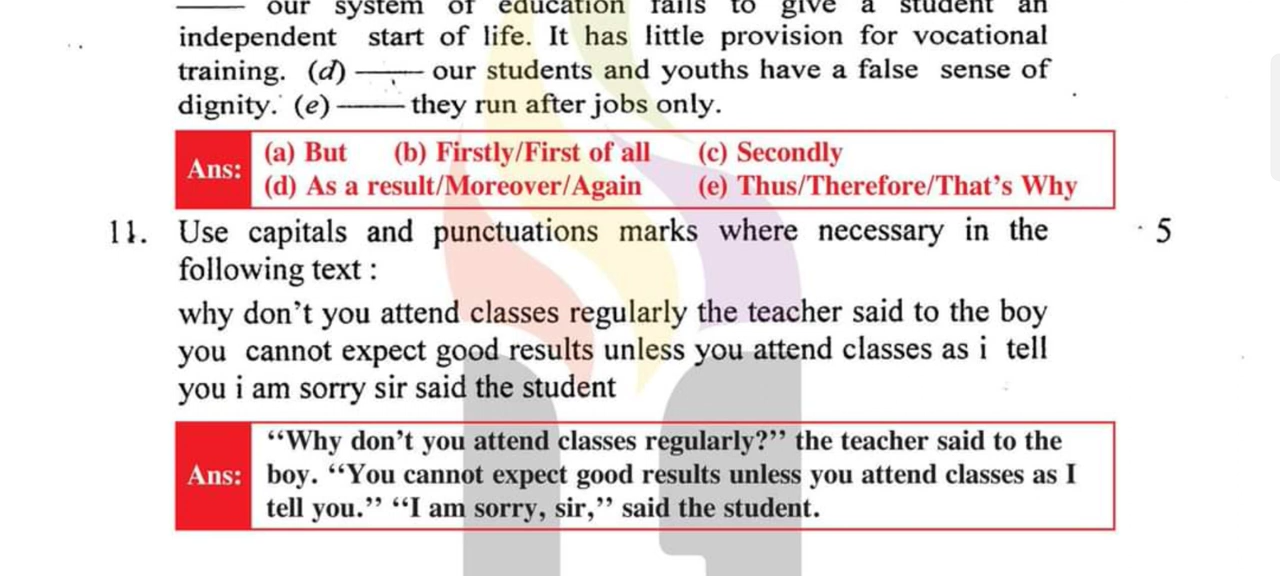 our system of education fails to give a student an
independent start of life. It has little provision for vocational
training. (d) —— our students and youths have a false sense of
dignity. (e) —— they run after jobs only.
Ans: (a) But (b) Firstly/First of all (c) Secondly
(d) As a result/Moreover/Again (e) Thus/Therefore/That's Why
11. Use capitals and punctuations marks where necessary in the 5
following text :
why don't you attend classes regularly the teacher said to the boy
you cannot expect good results unless you attend classes as i tell
you i am sorry sir said the student
Ans: “Why don't you attend classes regularly?” the teacher said to the
boy. “You cannot expect good results unless you attend classes as I
tell you.” “I am sorry, sir,” said the student.